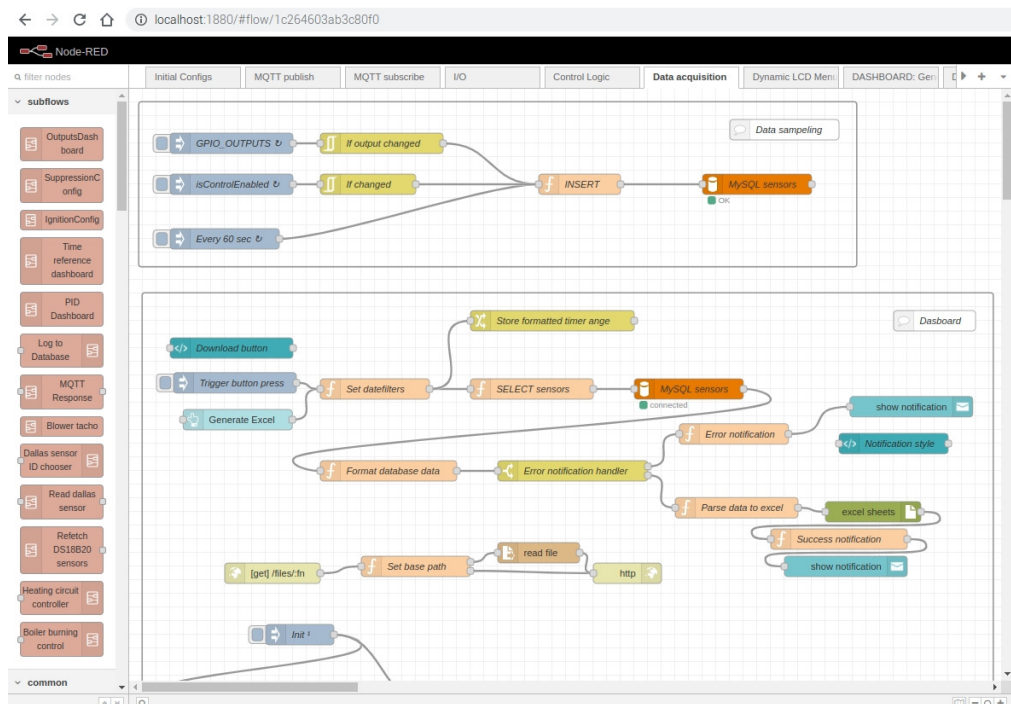 localhost:1880/#flow/1c264603ab3c80f0
Node-RED
filter nodes
Initial Configs
MQTT publish
MQTT subscribe
I/O
Control Logic
Data acquisition
Dynamic LCD Menu
DASHBOARD: Gen
subflows
OutputsDash
board
SuppressionC
onfig
IgnitionConfig
Time
reference
dashboard
PID
Dashboard
Log to
Database
MQTT
Response
Blower tacho
Dallas sensor
ID chooser
Read dallas
sensor
Refetch
DS18B20
sensors
Heating circuit
controller
Boiler burning
control
common
GPIO_OUTPUTS ↻
If output changed
Data sampeling
isControlEnabled ↻
If changed
INSERT
MySQL sensors
OK
Every 60 sec ↻
Store formatted timer ange
Dasboard
Download button
Trigger button press
Set datefilters
SELECT sensors
MySQL sensors
connected
Generate Excel
show notification
Error notification
Notification style
Format database data
Error notification handler
Parse data to excel
excel sheets
Success notification
show notification
[get] /files/:fn
Set base path
read file
http
Init ¹